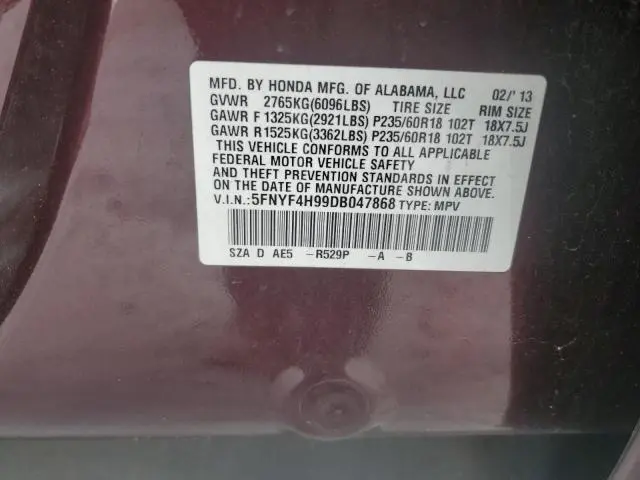 MFD. BY HONDA MFG. OF ALABAMA, LLC 02/'13
GVWR 2765KG(6096LBS) TIRE SIZE RIM SIZE
GAWR F 1325KG(2921LBS) P235/60R18 102T 18X7.5J
GAWR R 1525KG(3362LBS) P235/60R18 102T 18X7.5J
THIS VEHICLE CONFORMS TO ALL APPLICABLE
FEDERAL MOTOR VEHICLE SAFETY
AND THEFT PREVENTION STANDARDS IN EFFECT
ON THE DATE OF MANUFACTURE SHOWN ABOVE.
V.I.N.: 5FNYF4H99DB047868 TYPE: MPV
SZA D AE5 -R529P -A -B